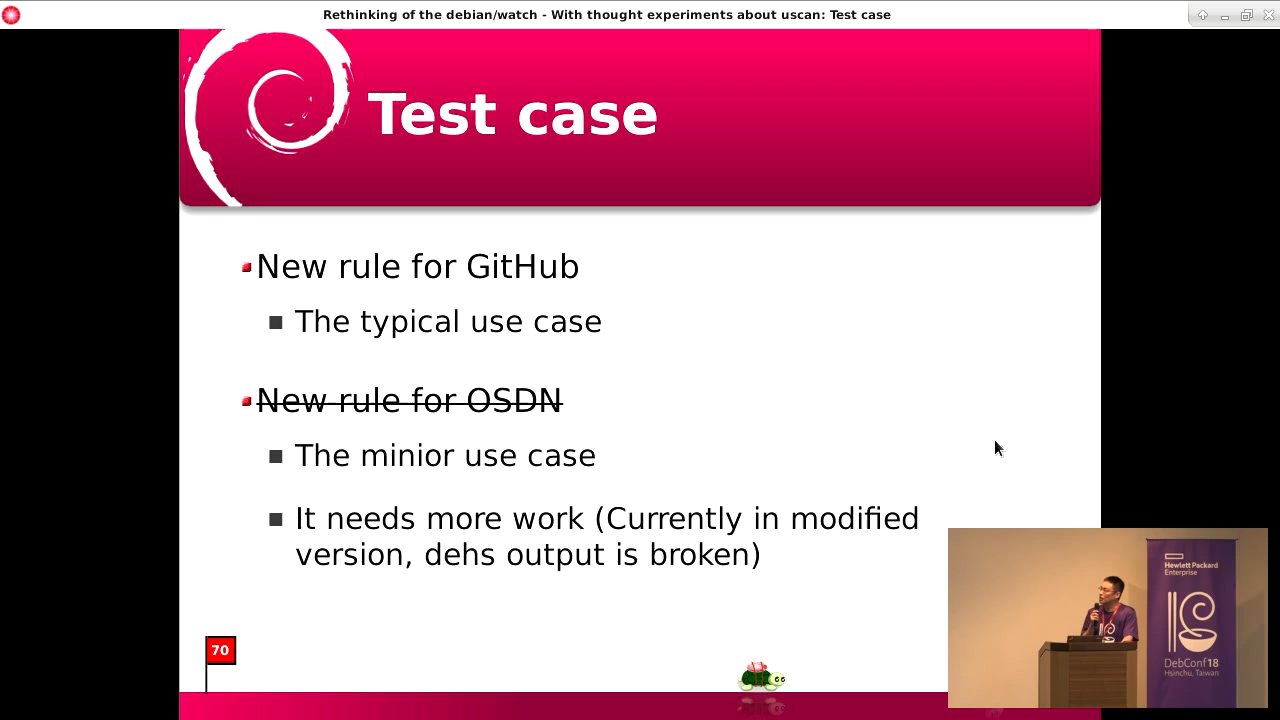 Rethinking of the debian/watch - With thought experiments about uscan: Test case
Test case
New rule for GitHub
The typical use case
New rule for OSDN
The minior use case
It needs more work (Currently in modified
version, dehs output is broken)
70
Hewlett Packard
Enterprise
DebConf18
Hsinchu, Taiwan